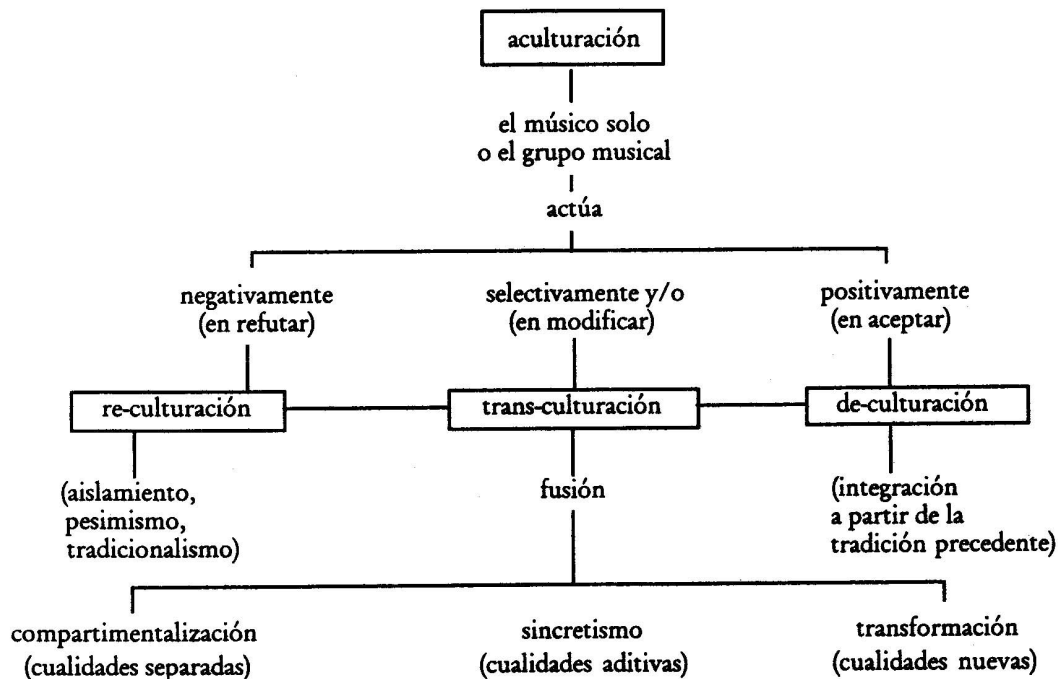 aculturación
el músico solo
o el grupo musical
actúa
negativamente
(en refutar)
selectivamente y/o
(en modificar)
positivamente
(en aceptar)
re-culturación
trans-culturación
de-culturación
(aislamiento,
pesimismo,
tradicionalismo)
fusión
(integración
a partir de la
tradición precedente)
compartimentalización
(cualidades separadas)
sincretismo
(cualidades aditivas)
transformación
(cualidades nuevas)